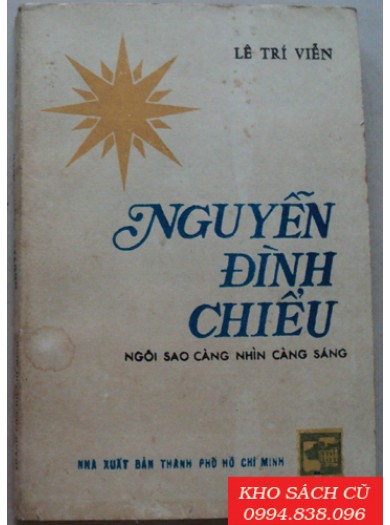 LÊ TRÍ VIỄN
NGUYỄN
ĐÌNH
CHIỂU
NGÔI SAO CÀNG NHÌN CÀNG SÁNG
NHÀ XUẤT BẢN THÀNH PHỐ HỒ CHÍ MINH
KHO SÁCH CŨ
0994.838.096